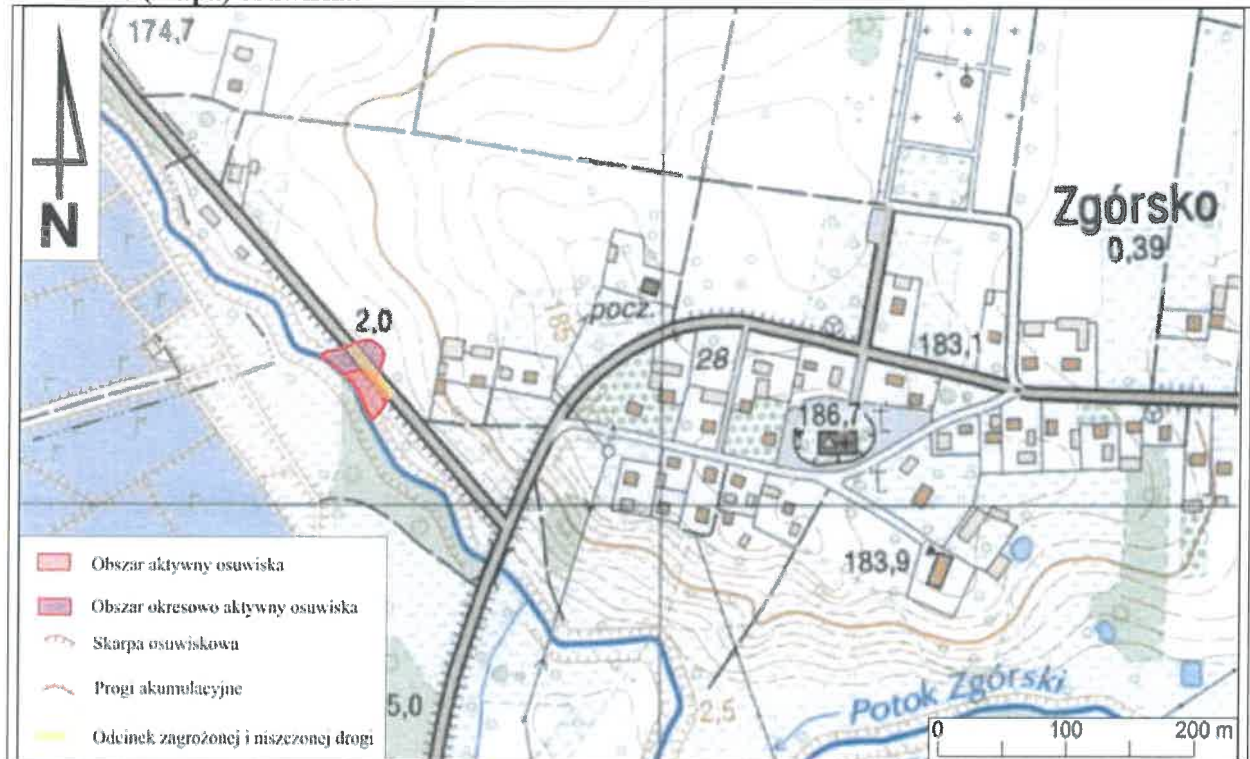 174,7
N
Zgórsko
0,39
185
pocz.
2,0
28
183,1
186,7
183,9
Obszar aktywny osuwiska
Obszar okresowo aktywny osuwiska
Skarpa osuwiskowa
Progi akumulacyjne
Odcinek zagrożonej i niszczonej drogi
5,0
2,5
Potok Zgórski
0 100 200 m